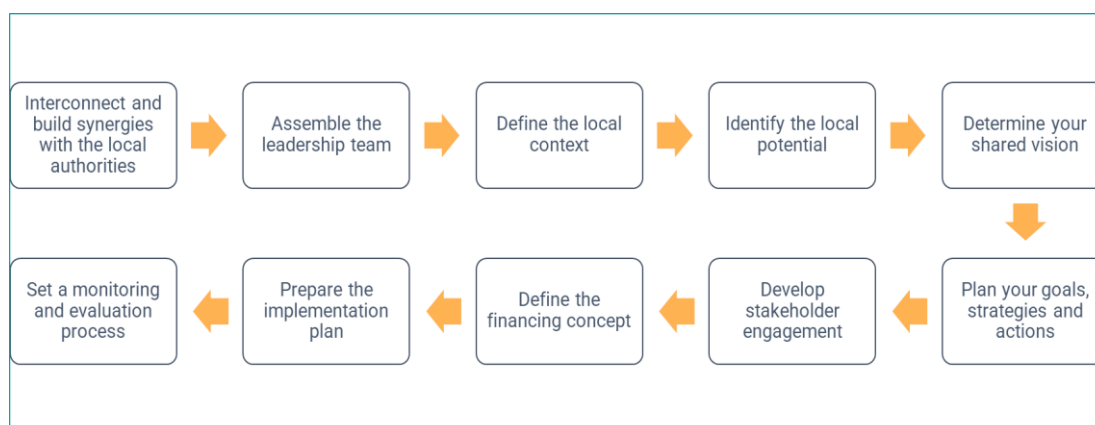 Interconnect and
build synergies
with the local
authorities
Assemble the
leadership team
Define the local
context
Identify the local
potential
Determine your
shared vision
Plan your goals,
strategies and
actions
Develop
stakeholder
engagement
Define the
financing concept
Prepare the
implementation
plan
Set a monitoring
and evaluation
process